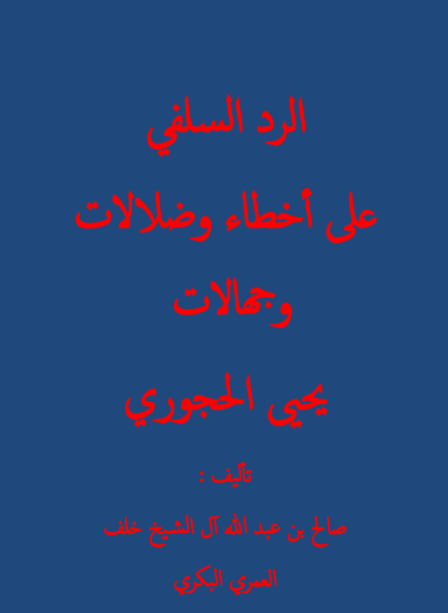 الرد السلفي
على أخطاء وضلالات
وجهالات
يحيى الحجوري
تأليف :
صالح بن عبد الله آل الشيخ خلف
العمري البكري